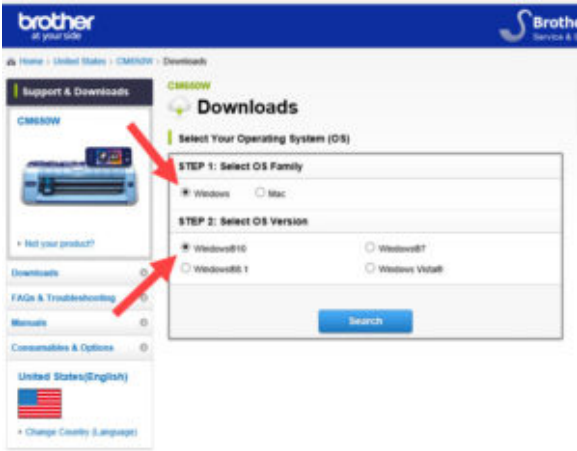 brother
at your side
Brothe
Service & S
Home › United States › CM650W › Downloads
Support & Downloads
CM650W
› Not your product?
Downloads
FAQs & Troubleshooting
Manuals
Consumables & Options
United States(English)
› Change Country (Language)
CM650W
Downloads
Select Your Operating System (OS)
STEP 1: Select OS Family
Windows
Mac
STEP 2: Select OS Version
Windows®10
Windows®7
Windows®8.1
Windows Vista®
Search